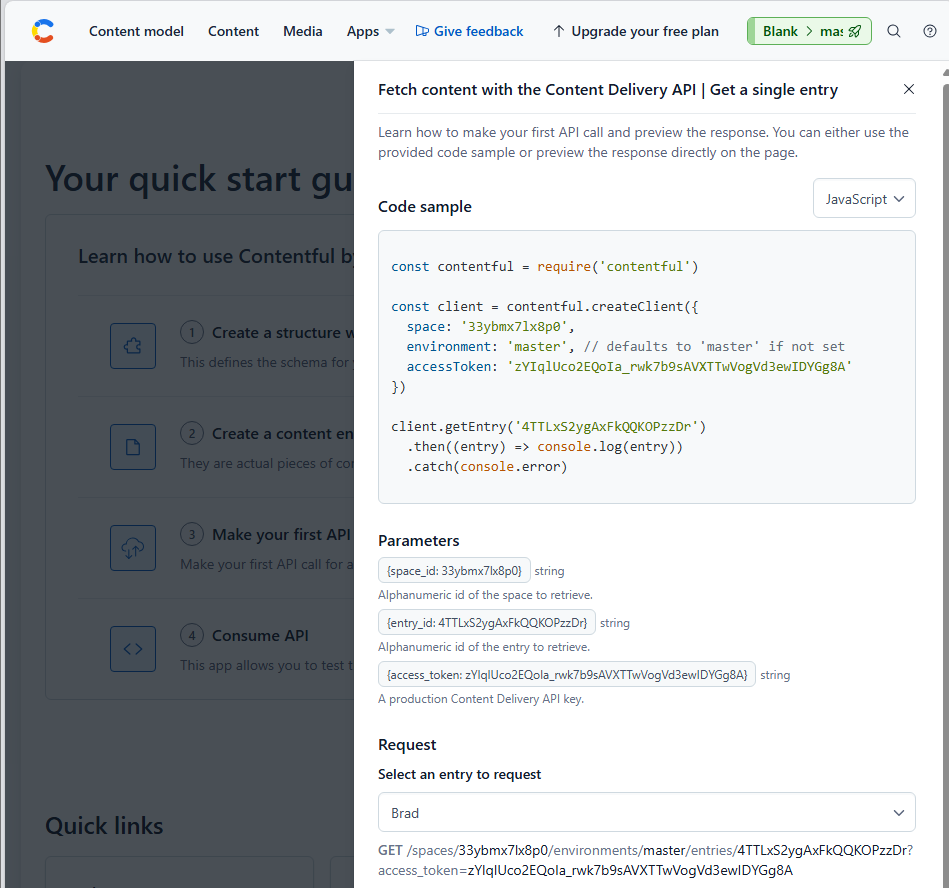 Content model Content Media Apps Give feedback Upgrade your free plan Blank > mas
Your quick start gu
Learn how to use Contentful by
1 Create a structure w
This defines the schema for y
2 Create a content en
They are actual pieces of con
3 Make your first API
Make your first API call for a
4 Consume API
This app allows you to test t
Quick links
Fetch content with the Content Delivery API | Get a single entry
Learn how to make your first API call and preview the response. You can either use the
provided code sample or preview the response directly on the page.
Code sample
JavaScript
const contentful = require('contentful')
const client = contentful.createClient({
space: '33ybmx7lx8p0',
environment: 'master', // defaults to 'master' if not set
accessToken: 'zYIqlUco2EQoIa_rwk7b9sAVXTTwVogVd3ewIDYGg8A'
})
client.getEntry('4TTLxS2ygAxFkQQKOPzzDr')
.then((entry) => console.log(entry))
.catch(console.error)
Parameters
{space_id: 33ybmx7lx8p0} string
Alphanumeric id of the space to retrieve.
{entry_id: 4TTLxS2ygAxFkQQKOPzzDr} string
Alphanumeric id of the entry to retrieve.
{access_token: zYIqlUco2EQoIa_rwk7b9sAVXTTwVogVd3ewIDYGg8A} string
A production Content Delivery API key.
Request
Select an entry to request
Brad
GET /spaces/33ybmx7lx8p0/environments/master/entries/4TTLxS2ygAxFkQQKOPzzDr?
access_token=zYIqlUco2EQoIa_rwk7b9sAVXTTwVogVd3ewIDYGg8A